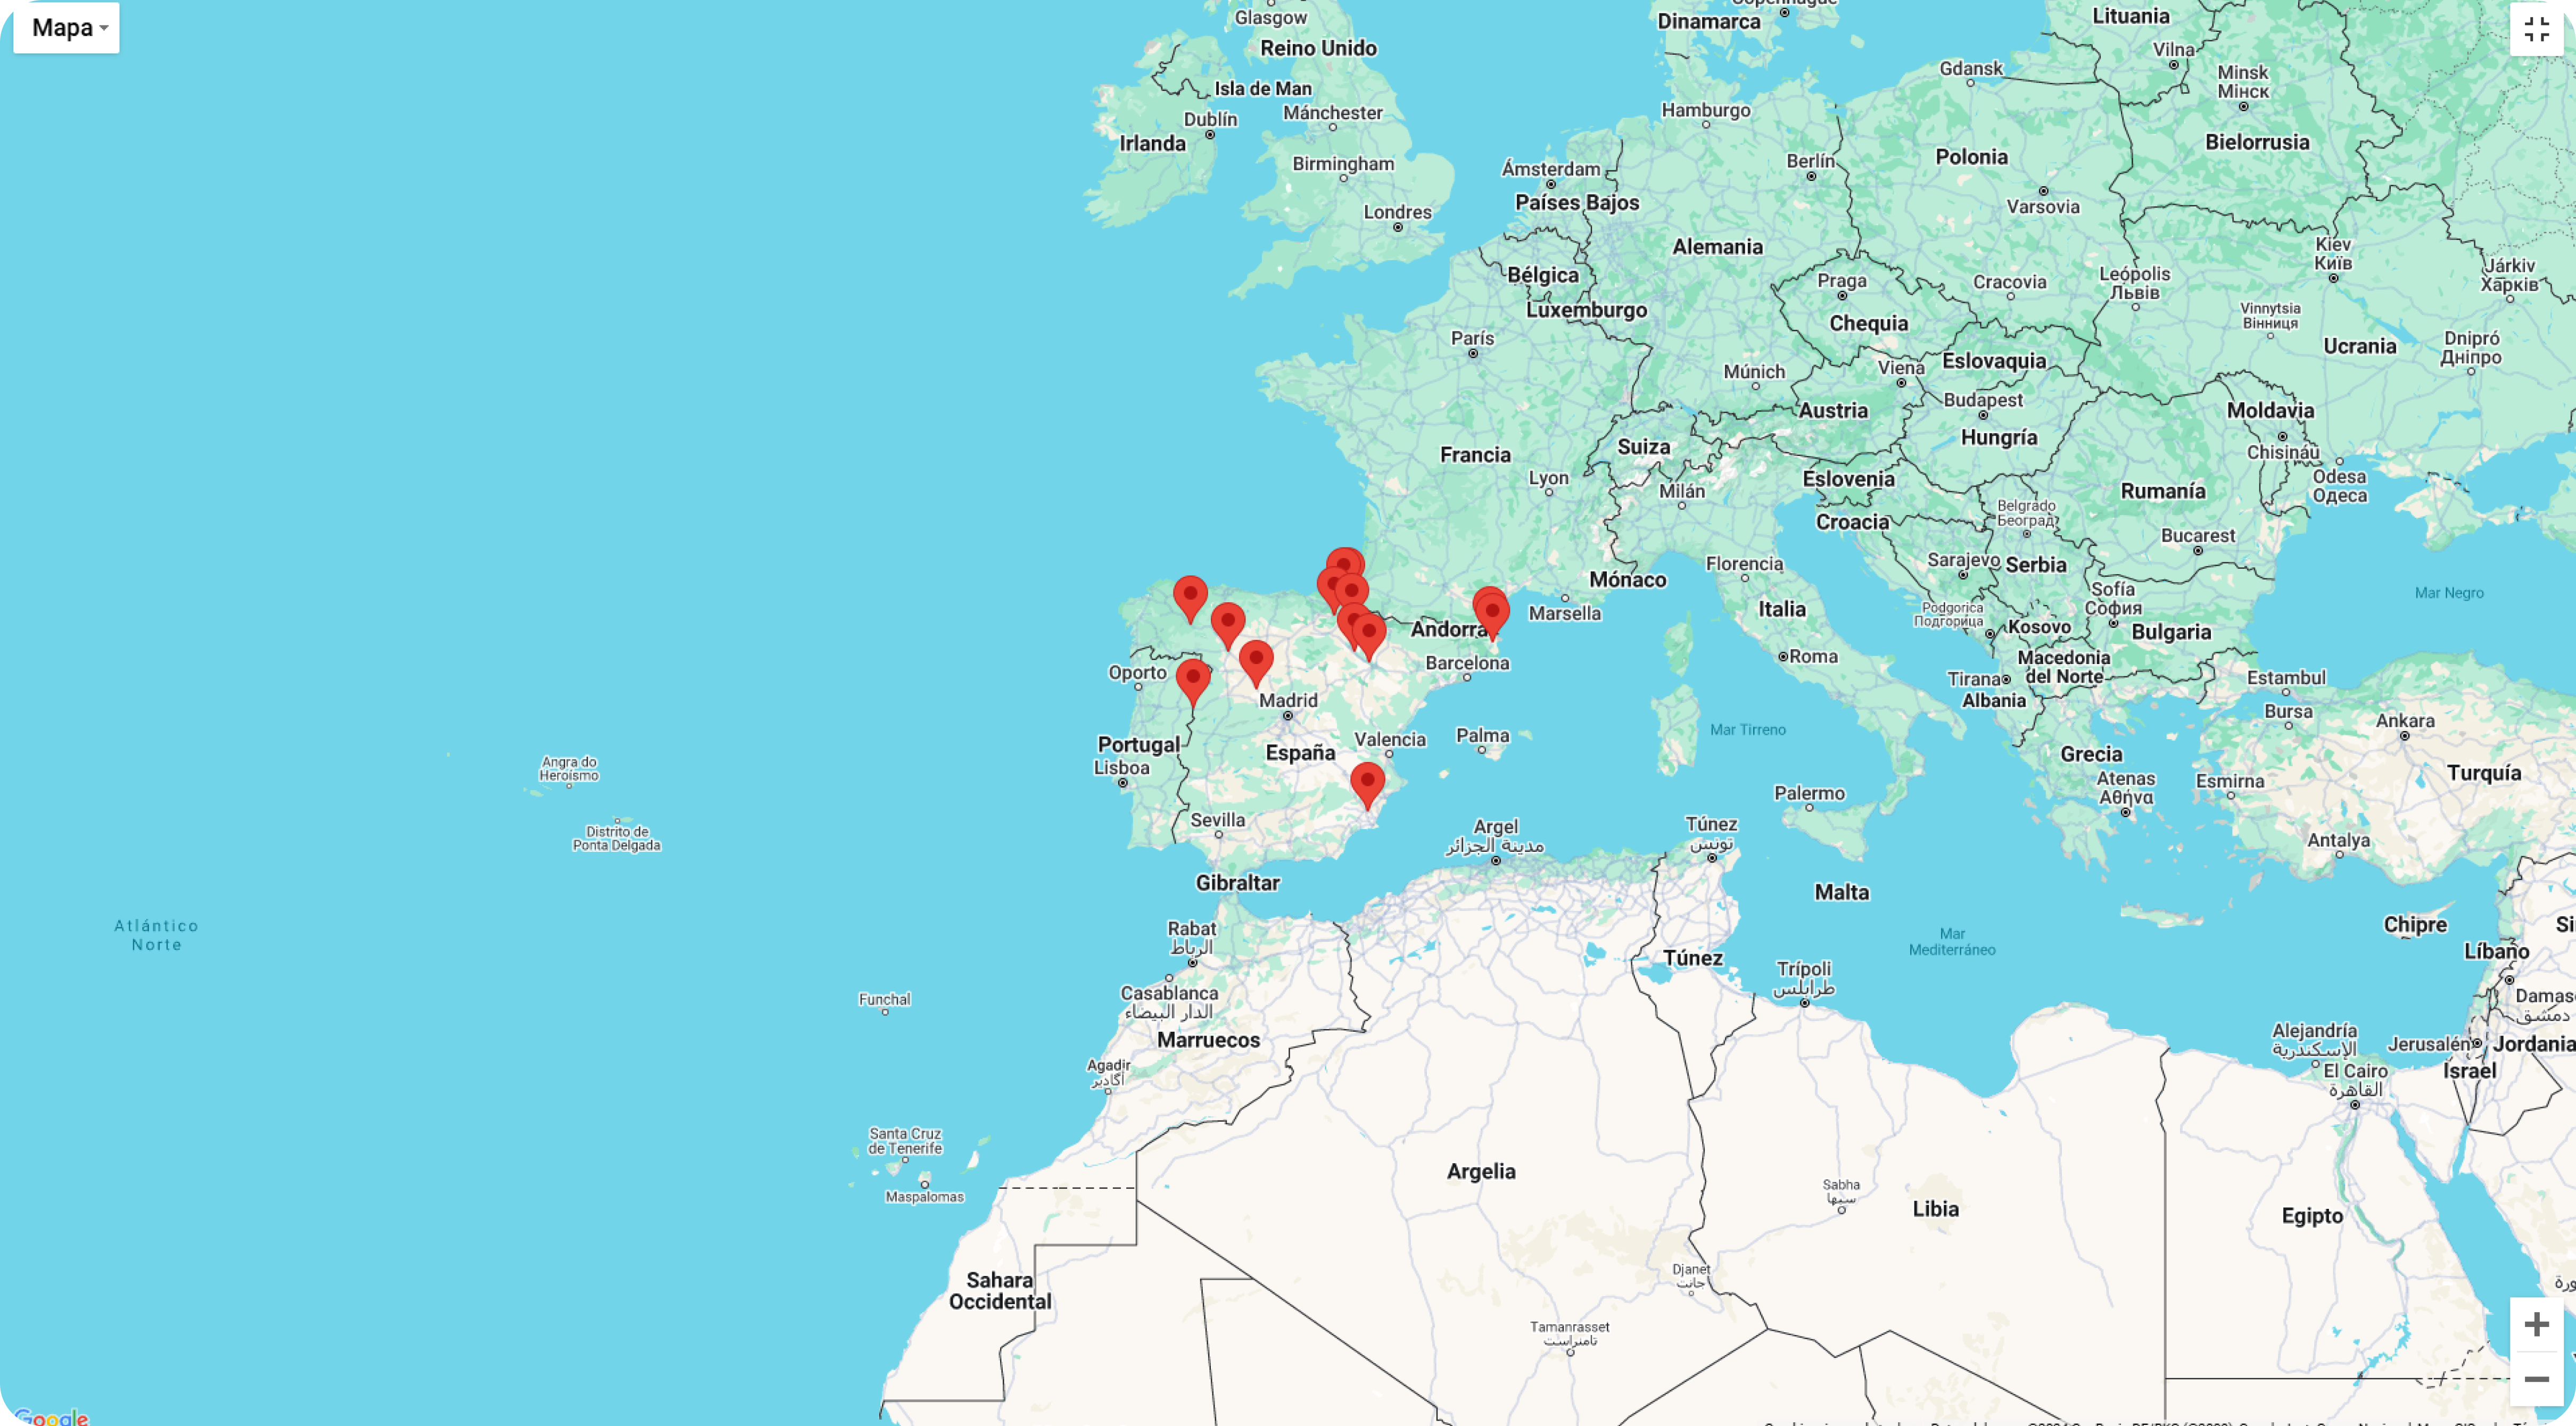 Mapa
Glasgow
Reino Unido
Isla de Man
Dublín
Mánchester
Irlanda
Birmingham
Londres
Dinamarca
Lituania
Vilna
Gdansk
Minsk
Мінск
Hamburgo
Bielorrusia
Berlín
Polonia
Ámsterdam
Países Bajos
Varsovia
Alemania
Kiev
Київ
Bélgica
Praga
Cracovia
Leópolis
Львів
Járkiv
Харків
Luxemburgo
Chequia
Vinnytsia
Вінниця
París
Eslovaquia
Ucrania
Dnipró
Дніпро
Múnich
Viena
Budapest
Austria
Moldavia
Hungría
Suiza
Francia
Chisináu
Lyon
Milán
Eslovenia
Odesa
Одеса
Rumanía
Croacia
Belgrado
Београд
Bucarest
Florencia
Sarajevo
Serbia
Mónaco
Mar Negro
Marsella
Italia
Sofía
София
Podgorica
Подгорица
Kosovo
Bulgaria
Andorra
Barcelona
Roma
Macedonia
del Norte
Oporto
Tirana
Albania
Estambul
Madrid
Bursa
Ankara
Mar Tirreno
Palma
Valencia
Portugal
España
Grecia
Lisboa
Angra do
Heroísmo
Turquía
Atenas
Αθήνα
Esmirna
Palermo
Distrito de
Ponta Delgada
Sevilla
Argel
مدينة الجزائر
Túnez
تونس
Antalya
Gibraltar
Malta
Atlántico
Norte
Rabat
الرباط
Chipre
Mar
Mediterráneo
Líbano
Túnez
Trípoli
طرابلس
Funchal
Casablanca
الدار البيضاء
Marruecos
Alejandría
الإسكندرية
Jerusalén
Jordania
Israel
Agadir
أكادير
El Cairo
القاهرة
Santa Cruz
de Tenerife
Maspalomas
Argelia
Sabha
سبها
Libia
Egipto
Djanet
جانت
Sahara
Occidental
Tamanrasset
تامنراست
Google